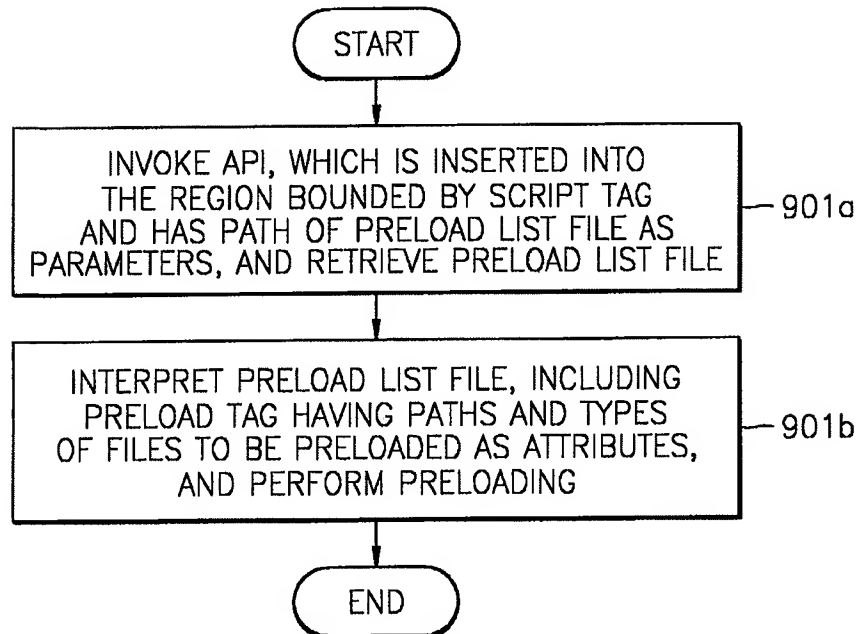 START
INVOKE API, WHICH IS INSERTED INTO
THE REGION BOUNDED BY SCRIPT TAG
AND HAS PATH OF PRELOAD LIST FILE AS
PARAMETERS, AND RETRIEVE PRELOAD LIST FILE
901a
INTERPRET PRELOAD LIST FILE, INCLUDING
PRELOAD TAG HAVING PATHS AND TYPES
OF FILES TO BE PRELOADED AS ATTRIBUTES,
AND PERFORM PRELOADING
901b
END